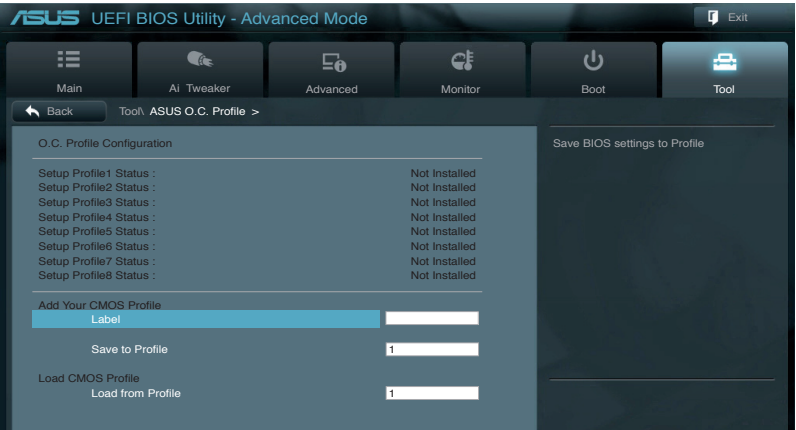 ASUS UEFI BIOS Utility - Advanced Mode
Exit
Main
Ai Tweaker
Advanced
Monitor
Boot
Tool
Back
Tool\ ASUS O.C. Profile >
O.C. Profile Configuration
Save BIOS settings to Profile
Setup Profile1 Status : Not Installed
Setup Profile2 Status : Not Installed
Setup Profile3 Status : Not Installed
Setup Profile4 Status : Not Installed
Setup Profile5 Status : Not Installed
Setup Profile6 Status : Not Installed
Setup Profile7 Status : Not Installed
Setup Profile8 Status : Not Installed
Add Your CMOS Profile
Label
Save to Profile 1
Load CMOS Profile
Load from Profile 1